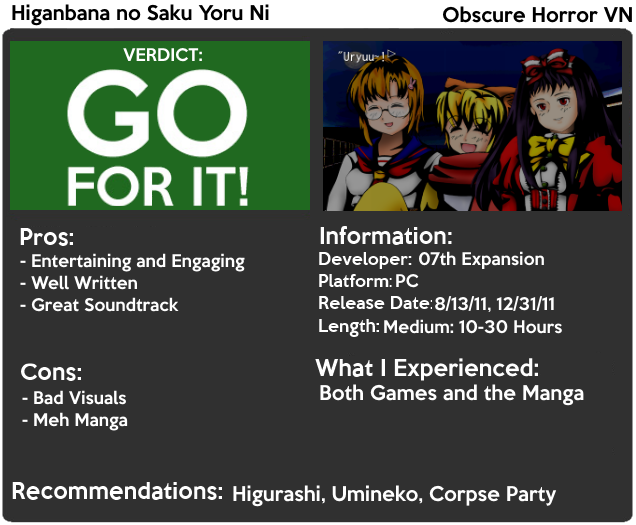 Higanbana no Saku Yoru Ni
Obscure Horror VN
VERDICT:
GO
FOR IT!
"Uryuu~!
Pros:
- Entertaining and Engaging
- Well Written
- Great Soundtrack
Information:
Developer: 07th Expansion
Platform: PC
Release Date: 8/13/11, 12/31/11
Length: Medium: 10-30 Hours
Cons:
- Bad Visuals
- Meh Manga
What I Experienced:
Both Games and the Manga
Recommendations: Higurashi, Umineko, Corpse Party